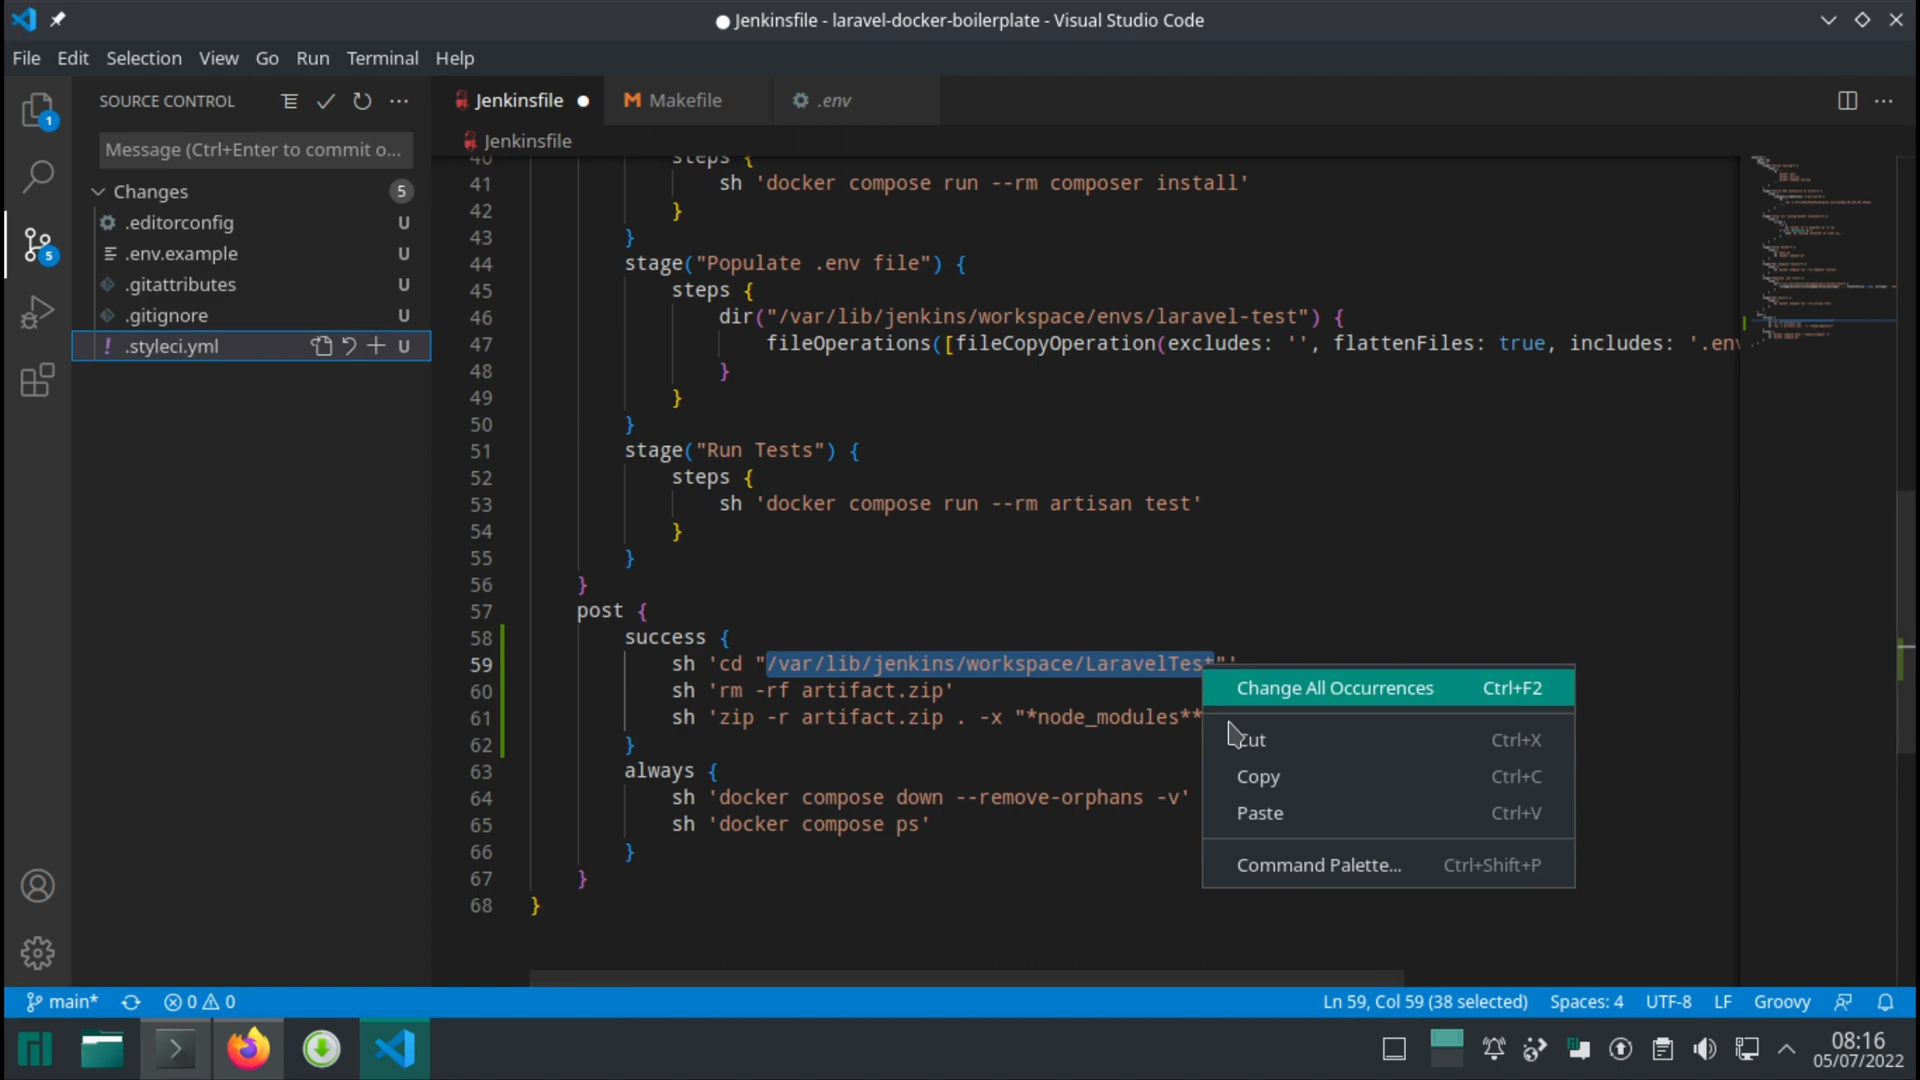 Jenkinsfile - laravel-docker-boilerplate - Visual Studio Code
File Edit Selection View Go Run Terminal Help
SOURCE CONTROL
Jenkinsfile Makefile .env
1
Message (Ctrl+Enter to commit o...
Jenkinsfile
Changes 5
.editorconfig U
.env.example U
.gitattributes U
.gitignore U
.styleci.yml U
5
40 steps {
41 sh 'docker compose run --rm composer install'
42 }
43 }
44 stage("Populate .env file") {
45 steps {
46 dir("/var/lib/jenkins/workspace/envs/laravel-test") {
47 fileOperations([fileCopyOperation(excludes: '', flattenFiles: true, includes: '.env
48 }
49 }
50 }
51 stage("Run Tests") {
52 steps {
53 sh 'docker compose run --rm artisan test'
54 }
55 }
56 }
57 post {
58 success {
59 sh 'cd "/var/lib/jenkins/workspace/LaravelTest"'
60 sh 'rm -rf artifact.zip'
61 sh 'zip -r artifact.zip . -x "*node_modules**
62 }
63 always {
64 sh 'docker compose down --remove-orphans -v'
65 sh 'docker compose ps'
66 }
67 }
68 }
Change All Occurrences Ctrl+F2
Cut Ctrl+X
Copy Ctrl+C
Paste Ctrl+V
Command Palette... Ctrl+Shift+P
main* 0 0 Ln 59, Col 59 (38 selected) Spaces: 4 UTF-8 LF Groovy
08:16
05/07/2022